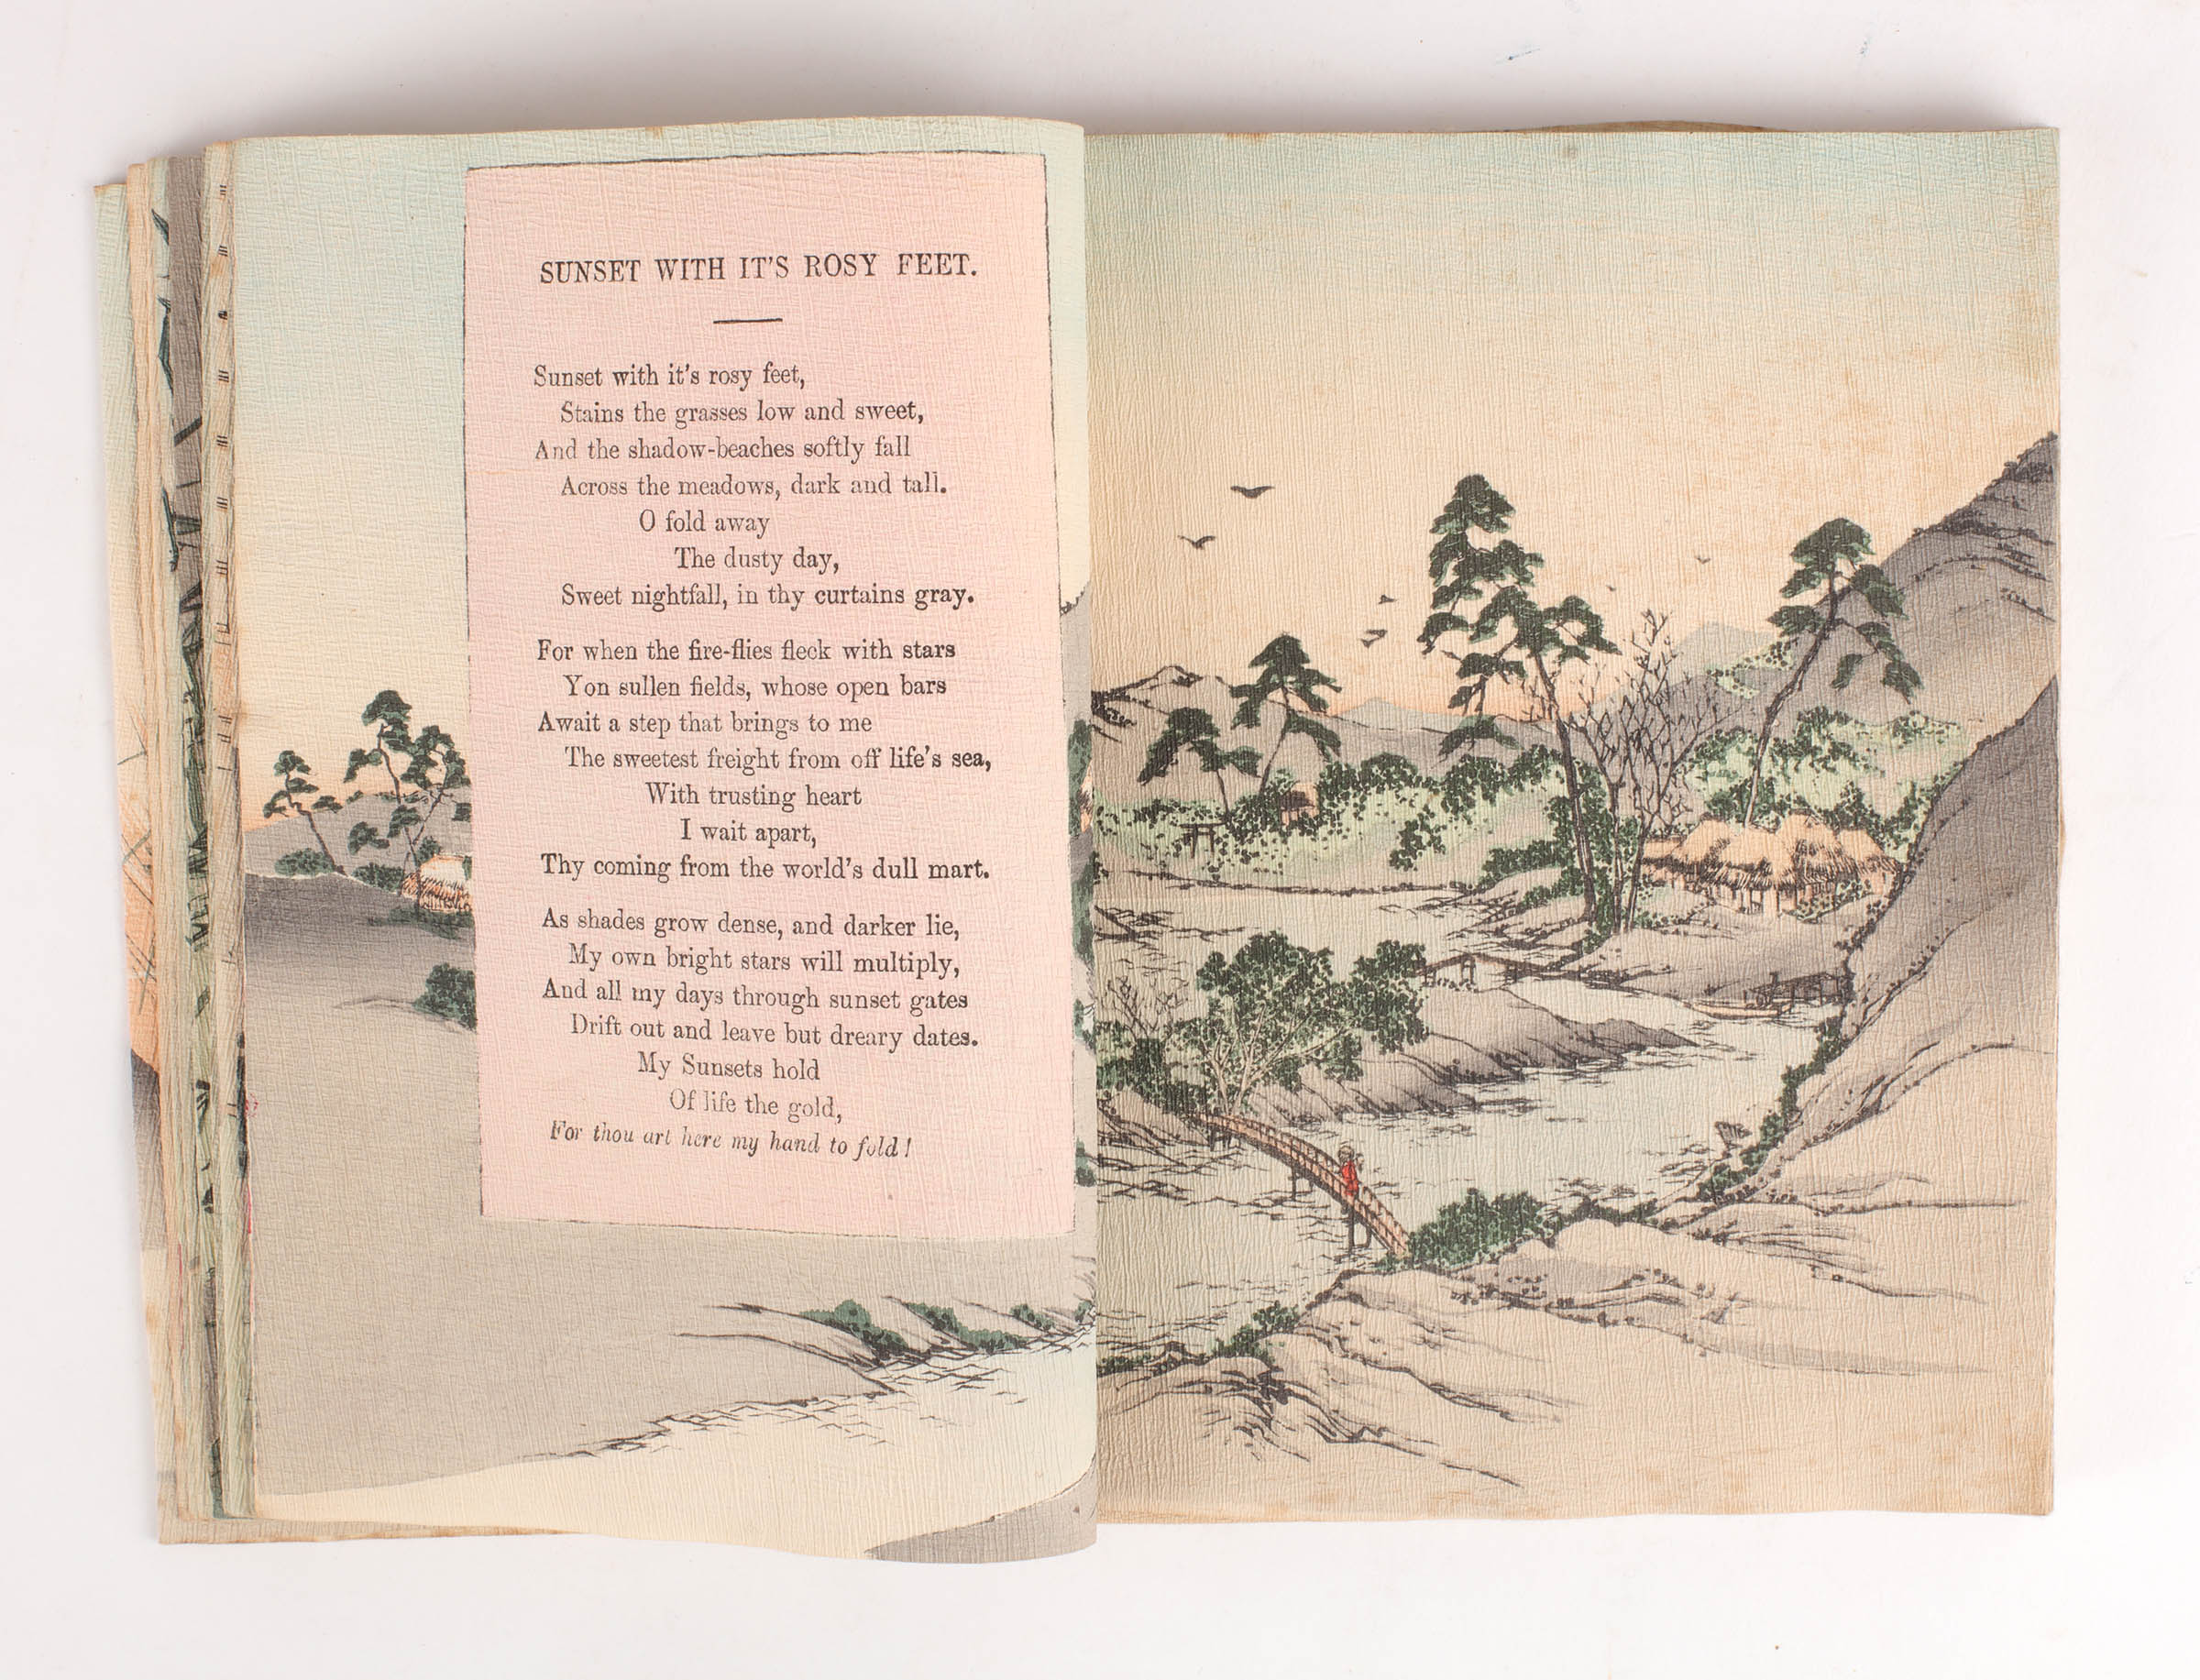 SUNSET WITH IT'S ROSY FEET.
Sunset with it's rosy feet,
Stains the grasses low and sweet,
And the shadow-beaches softly fall
Across the meadows, dark and tall.
O fold away
The dusty day,
Sweet nightfall, in thy curtains gray.
For when the fire-flies fleck with stars
Yon sullen fields, whose open bars
Await a step that brings to me
The sweetest freight from off life's sea,
With trusting heart
I wait apart,
Thy coming from the world's dull mart.
As shades grow dense, and darker lie,
My own bright stars will multiply,
And all my days through sunset gates
Drift out and leave but dreary dates.
My Sunsets hold
Of life the gold,
For thou art here my hand to fold!